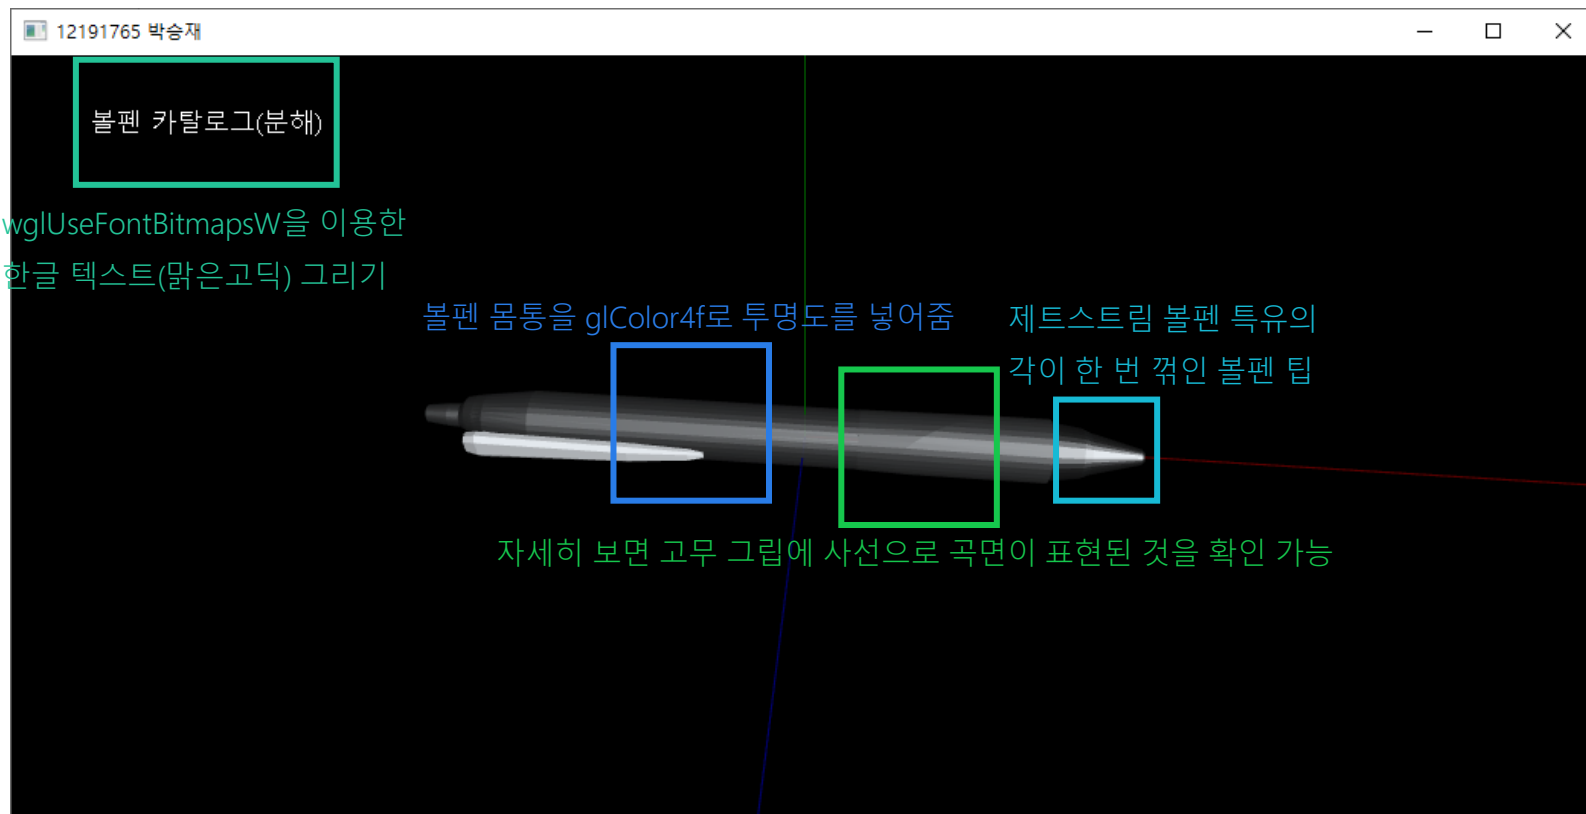 12191765 박승재
볼펜 카탈로그(분해)
wglUseFontBitmapsW을 이용한
한글 텍스트(맑은고딕) 그리기
볼펜 몸통을 glColor4f로 투명도를 넣어줌
제트스트림 볼펜 특유의
각이 한 번 꺾인 볼펜 팁
자세히 보면 고무 그립에 사선으로 곡면이 표현된 것을 확인 가능